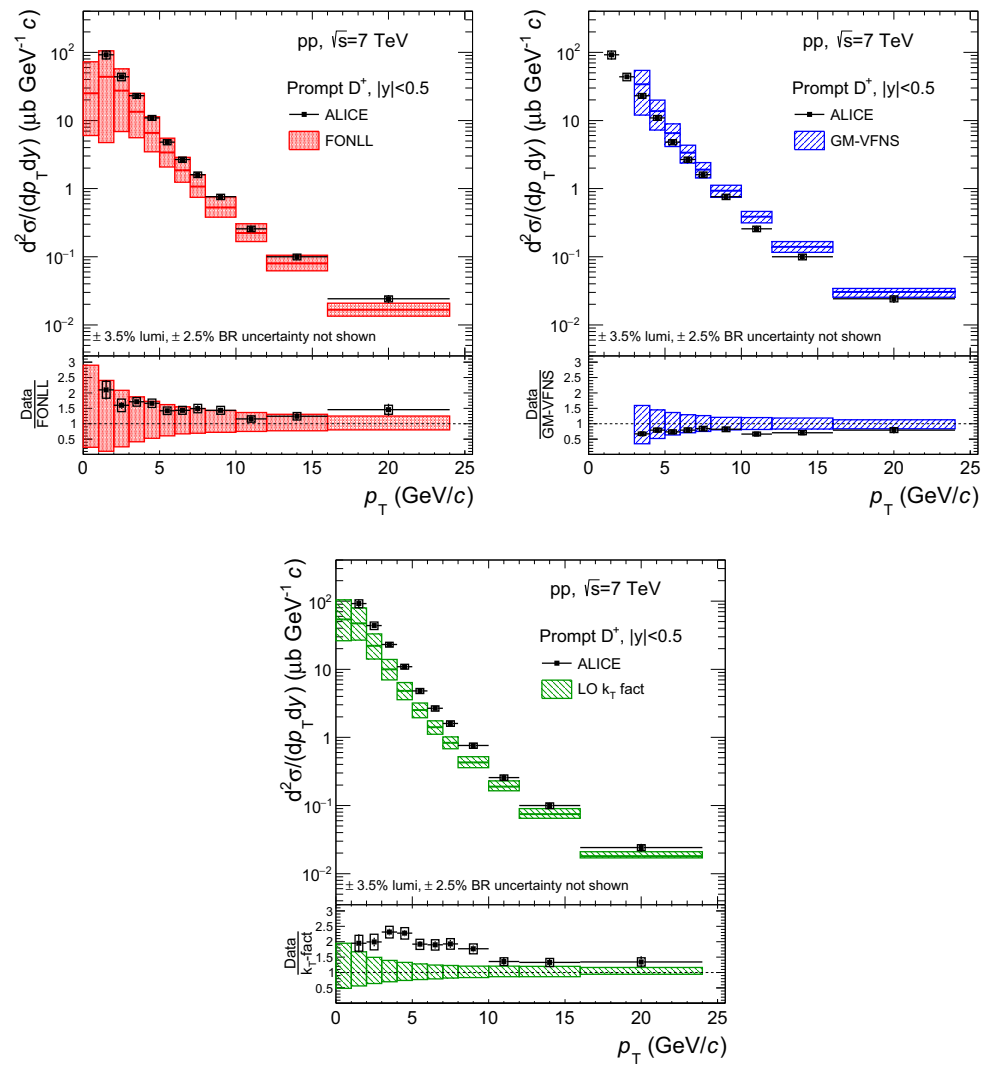 pp, √s=7 TeV
Prompt D⁺, |y|<0.5
ALICE
FONLL
d²σ/(dp_T dy) (μb GeV⁻¹ c)
10²
10
1
10⁻¹
10⁻²
± 3.5% lumi, ± 2.5% BR uncertainty not shown
Data
FONLL
3
2.5
2
1.5
1
0.5
0 5 10 15 20 25
p_T (GeV/c)
pp, √s=7 TeV
Prompt D⁺, |y|<0.5
ALICE
GM-VFNS
d²σ/(dp_T dy) (μb GeV⁻¹ c)
10²
10
1
10⁻¹
10⁻²
± 3.5% lumi, ± 2.5% BR uncertainty not shown
Data
GM-VFNS
3
2.5
2
1.5
1
0.5
0 5 10 15 20 25
p_T (GeV/c)
pp, √s=7 TeV
Prompt D⁺, |y|<0.5
ALICE
LO k_T fact
d²σ/(dp_T dy) (μb GeV⁻¹ c)
10²
10
1
10⁻¹
10⁻²
± 3.5% lumi, ± 2.5% BR uncertainty not shown
Data
k_T-fact
3
2.5
2
1.5
1
0.5
0 5 10 15 20 25
p_T (GeV/c)